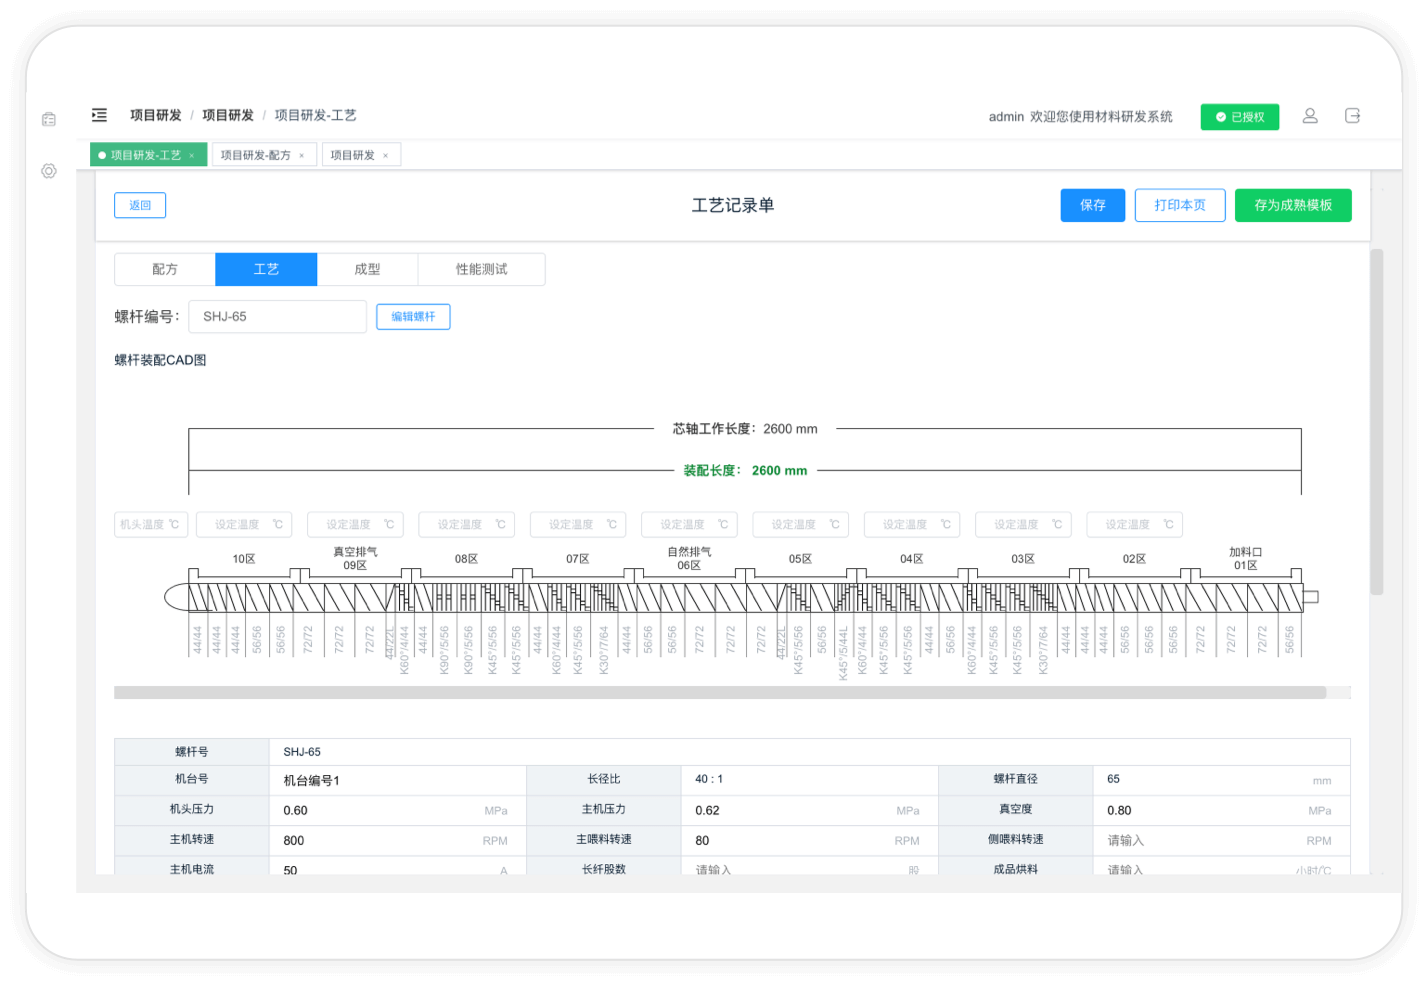 项目研发 / 项目研发 / 项目研发-工艺
admin 欢迎您使用材料研发系统
已授权
项目研发-工艺 ×
项目研发-配方 ×
项目研发 ×
返回
工艺记录单
保存
打印本页
存为成熟模板
配方
工艺
成型
性能测试
螺杆编号：
SHJ-65
编辑螺杆
螺杆装配CAD图
芯轴工作长度：2600 mm
装配长度： 2600 mm
机头温度 ℃
设定温度 ℃
设定温度 ℃
设定温度 ℃
设定温度 ℃
设定温度 ℃
设定温度 ℃
设定温度 ℃
设定温度 ℃
设定温度 ℃
10区
真空排气
09区
08区
07区
自然排气
06区
05区
04区
03区
02区
加料口
01区
44/44
44/44
44/44
56/56
56/56
72/72
72/72
72/72
44/22L
K60°/4/44
44/44
K90°/5/56
K90°/5/56
K45°/5/56
K45°/5/56
44/44
K60°/4/44
K45°/5/56
K30°/7/64
44/44
56/56
56/56
72/72
72/72
72/72
44/22L
K45°/5/56
56/56
K45°/5/44L
K60°/4/44
K45°/5/56
K45°/5/56
44/44
56/56
K60°/4/44
K45°/5/56
K45°/5/56
K30°/7/64
44/44
44/44
44/44
56/56
56/56
56/56
72/72
72/72
72/72
56/56
螺杆号 SHJ-65
机台号 机台编号1 长径比 40 : 1 螺杆直径 65 mm
机头压力 0.60 MPa 主机压力 0.62 MPa 真空度 0.80 MPa
主机转速 800 RPM 主喂料转速 80 RPM 侧喂料转速 请输入 RPM
主机电流 50 A 长纤股数 请输入 股 成品烘料 请输入 小时/℃